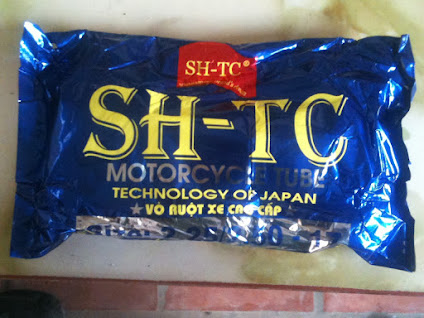 SH-TC®
SH-TC
MOTORCYCLE TUBE
TECHNOLOGY OF JAPAN
★ VỎ RUỘT XE CAO CẤP ★